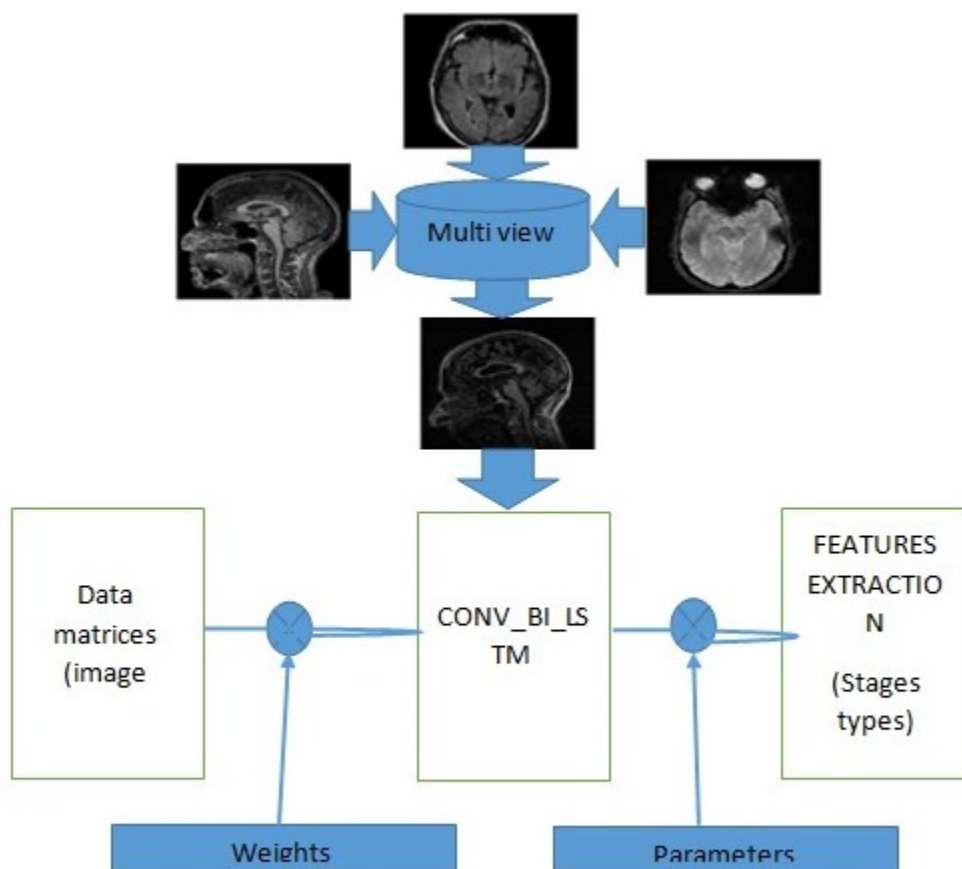 Multi view
Data
matrices
(image
CONV_BI_LS
TM
FEATURES
EXTRACTIO
N
(Stages
types)
Weights
Parameters